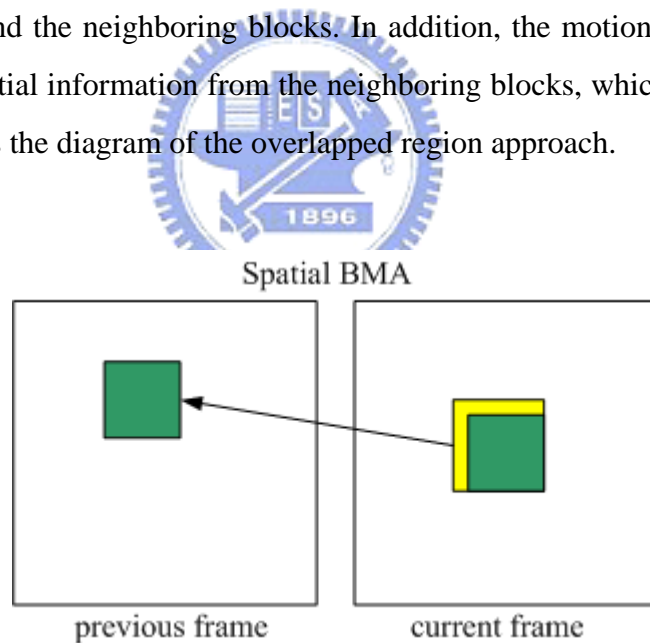 nd the neighboring blocks. In addition, the motion
tial information from the neighboring blocks, whic
the diagram of the overlapped region approach.
ES
1896
Spatial BMA
previous frame
current frame